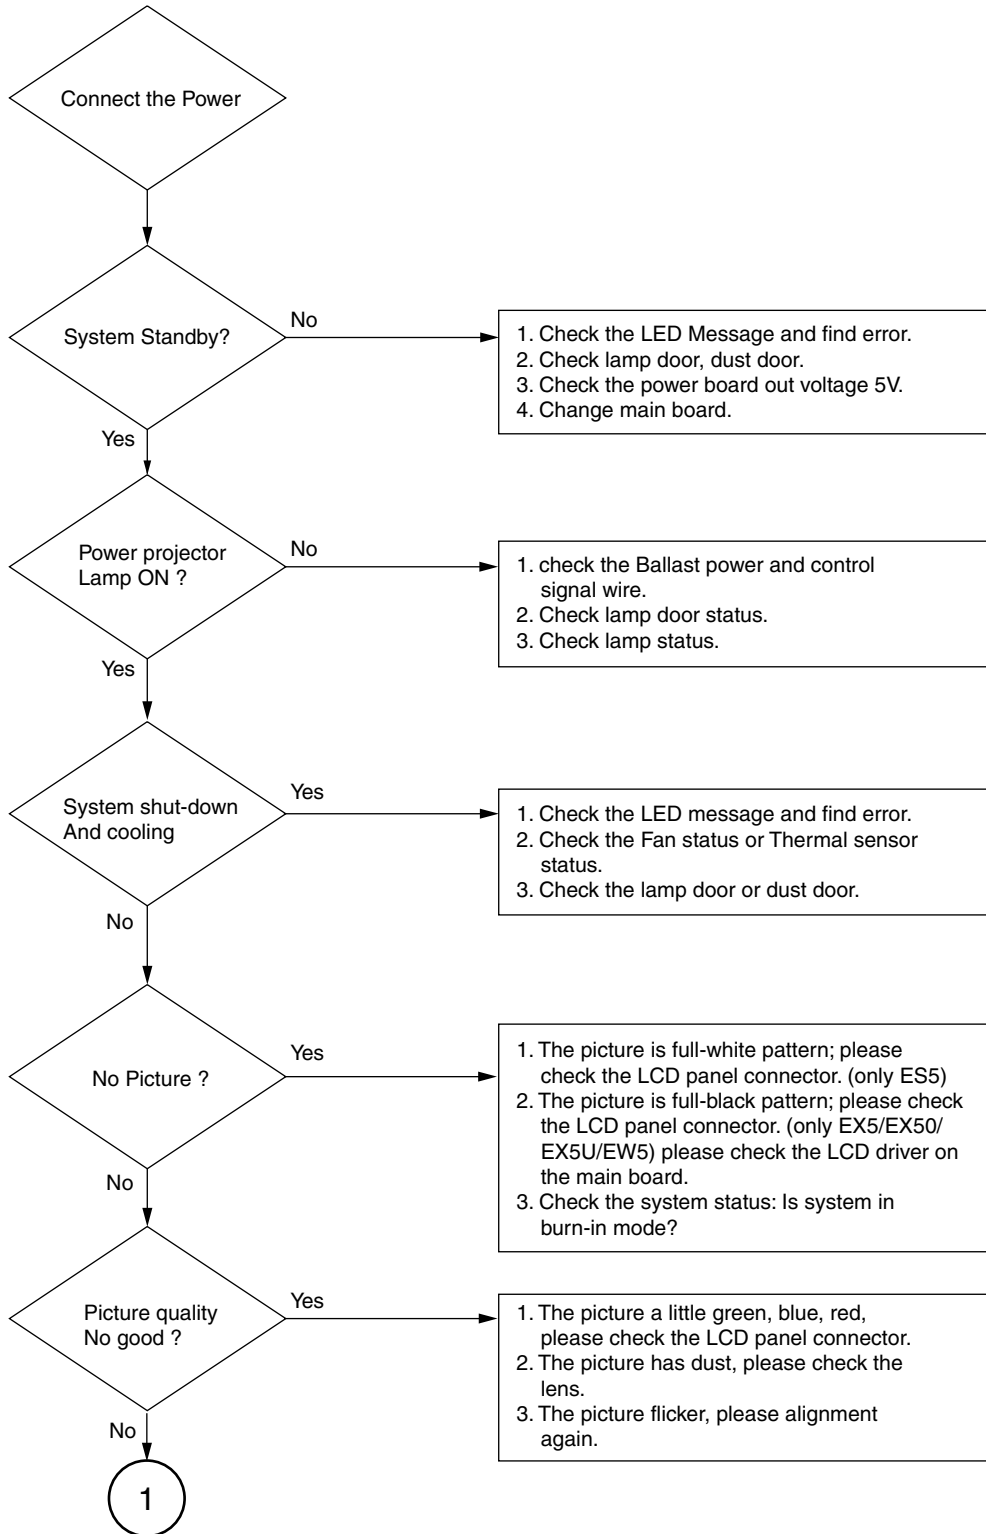 Connect the Power
System Standby?
No
1. Check the LED Message and find error.
2. Check lamp door, dust door.
3. Check the power board out voltage 5V.
4. Change main board.
Yes
Power projector
Lamp ON ?
No
1. check the Ballast power and control
signal wire.
2. Check lamp door status.
3. Check lamp status.
Yes
System shut-down
And cooling
Yes
1. Check the LED message and find error.
2. Check the Fan status or Thermal sensor
status.
3. Check the lamp door or dust door.
No
No Picture ?
Yes
1. The picture is full-white pattern; please
check the LCD panel connector. (only ES5)
2. The picture is full-black pattern; please check
the LCD panel connector. (only EX5/EX50/
EX5U/EW5) please check the LCD driver on
the main board.
3. Check the system status: Is system in
burn-in mode?
No
Picture quality
No good ?
Yes
1. The picture a little green, blue, red,
please check the LCD panel connector.
2. The picture has dust, please check the
lens.
3. The picture flicker, please alignment
again.
No
1